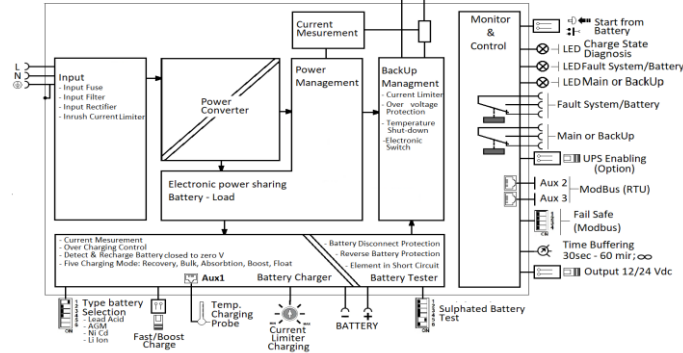 Current
Mesurement
Monitor
&
Control
Start from
Battery
LED Charge State
Diagnosis
LED Fault System/Battery
LED Main or BackUp
Fault System/Battery
Main or BackUp
UPS Enabling
(Option)
Aux 2
Aux 3
ModBus (RTU)
Fail Safe
(Modbus)
ON
Time Buffering
30sec - 60 mir; ∞
Output 12/24 Vdc
L
N
Input
- Input Fuse
- Input Filter
- Input Rectifier
- Inrush Current Limiter
Power
Converter
Power
Management
BackUp
Managment
- Current Limiter
- Over voltage
Protection
- Temperature
Shut-down
-Electronic
Switch
Electronic power sharing
Battery - Load
- Current Mesurement
- Over Charging Control
- Detect & Recharge Battery closed to zero V
- Five Charging Mode: Recovery, Bulk, Absorbtion, Boost, Float
Aux1
Battery Charger
- Battery Disconnect Protection
- Reverse Battery Protection
- Element in Short Circuit
Battery Tester
ON
Type battery
Selection
- Lead Acid
- AGM
- Ni Cd
- Li Ion
Fast/Boost
Charge
Temp.
Charging
Probe
Current
Limiter
Charging
- +
BATTERY
ON
Sulphated Battery
Test